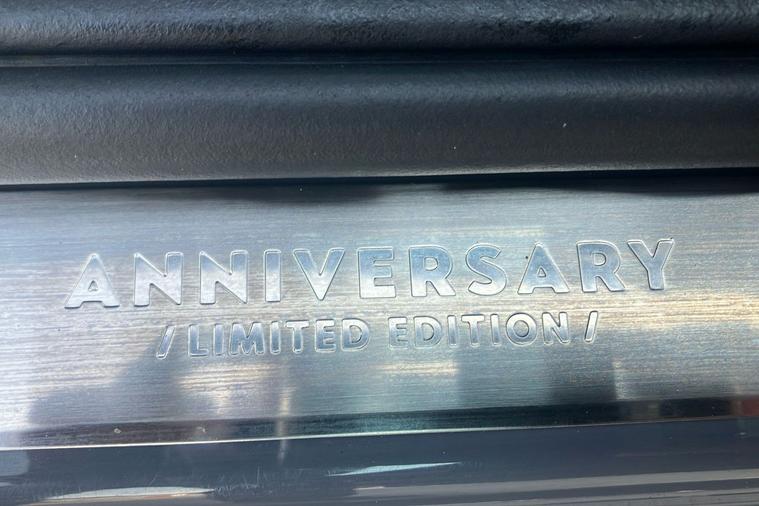 ANNIVERSARY
/ LIMITED EDITION /